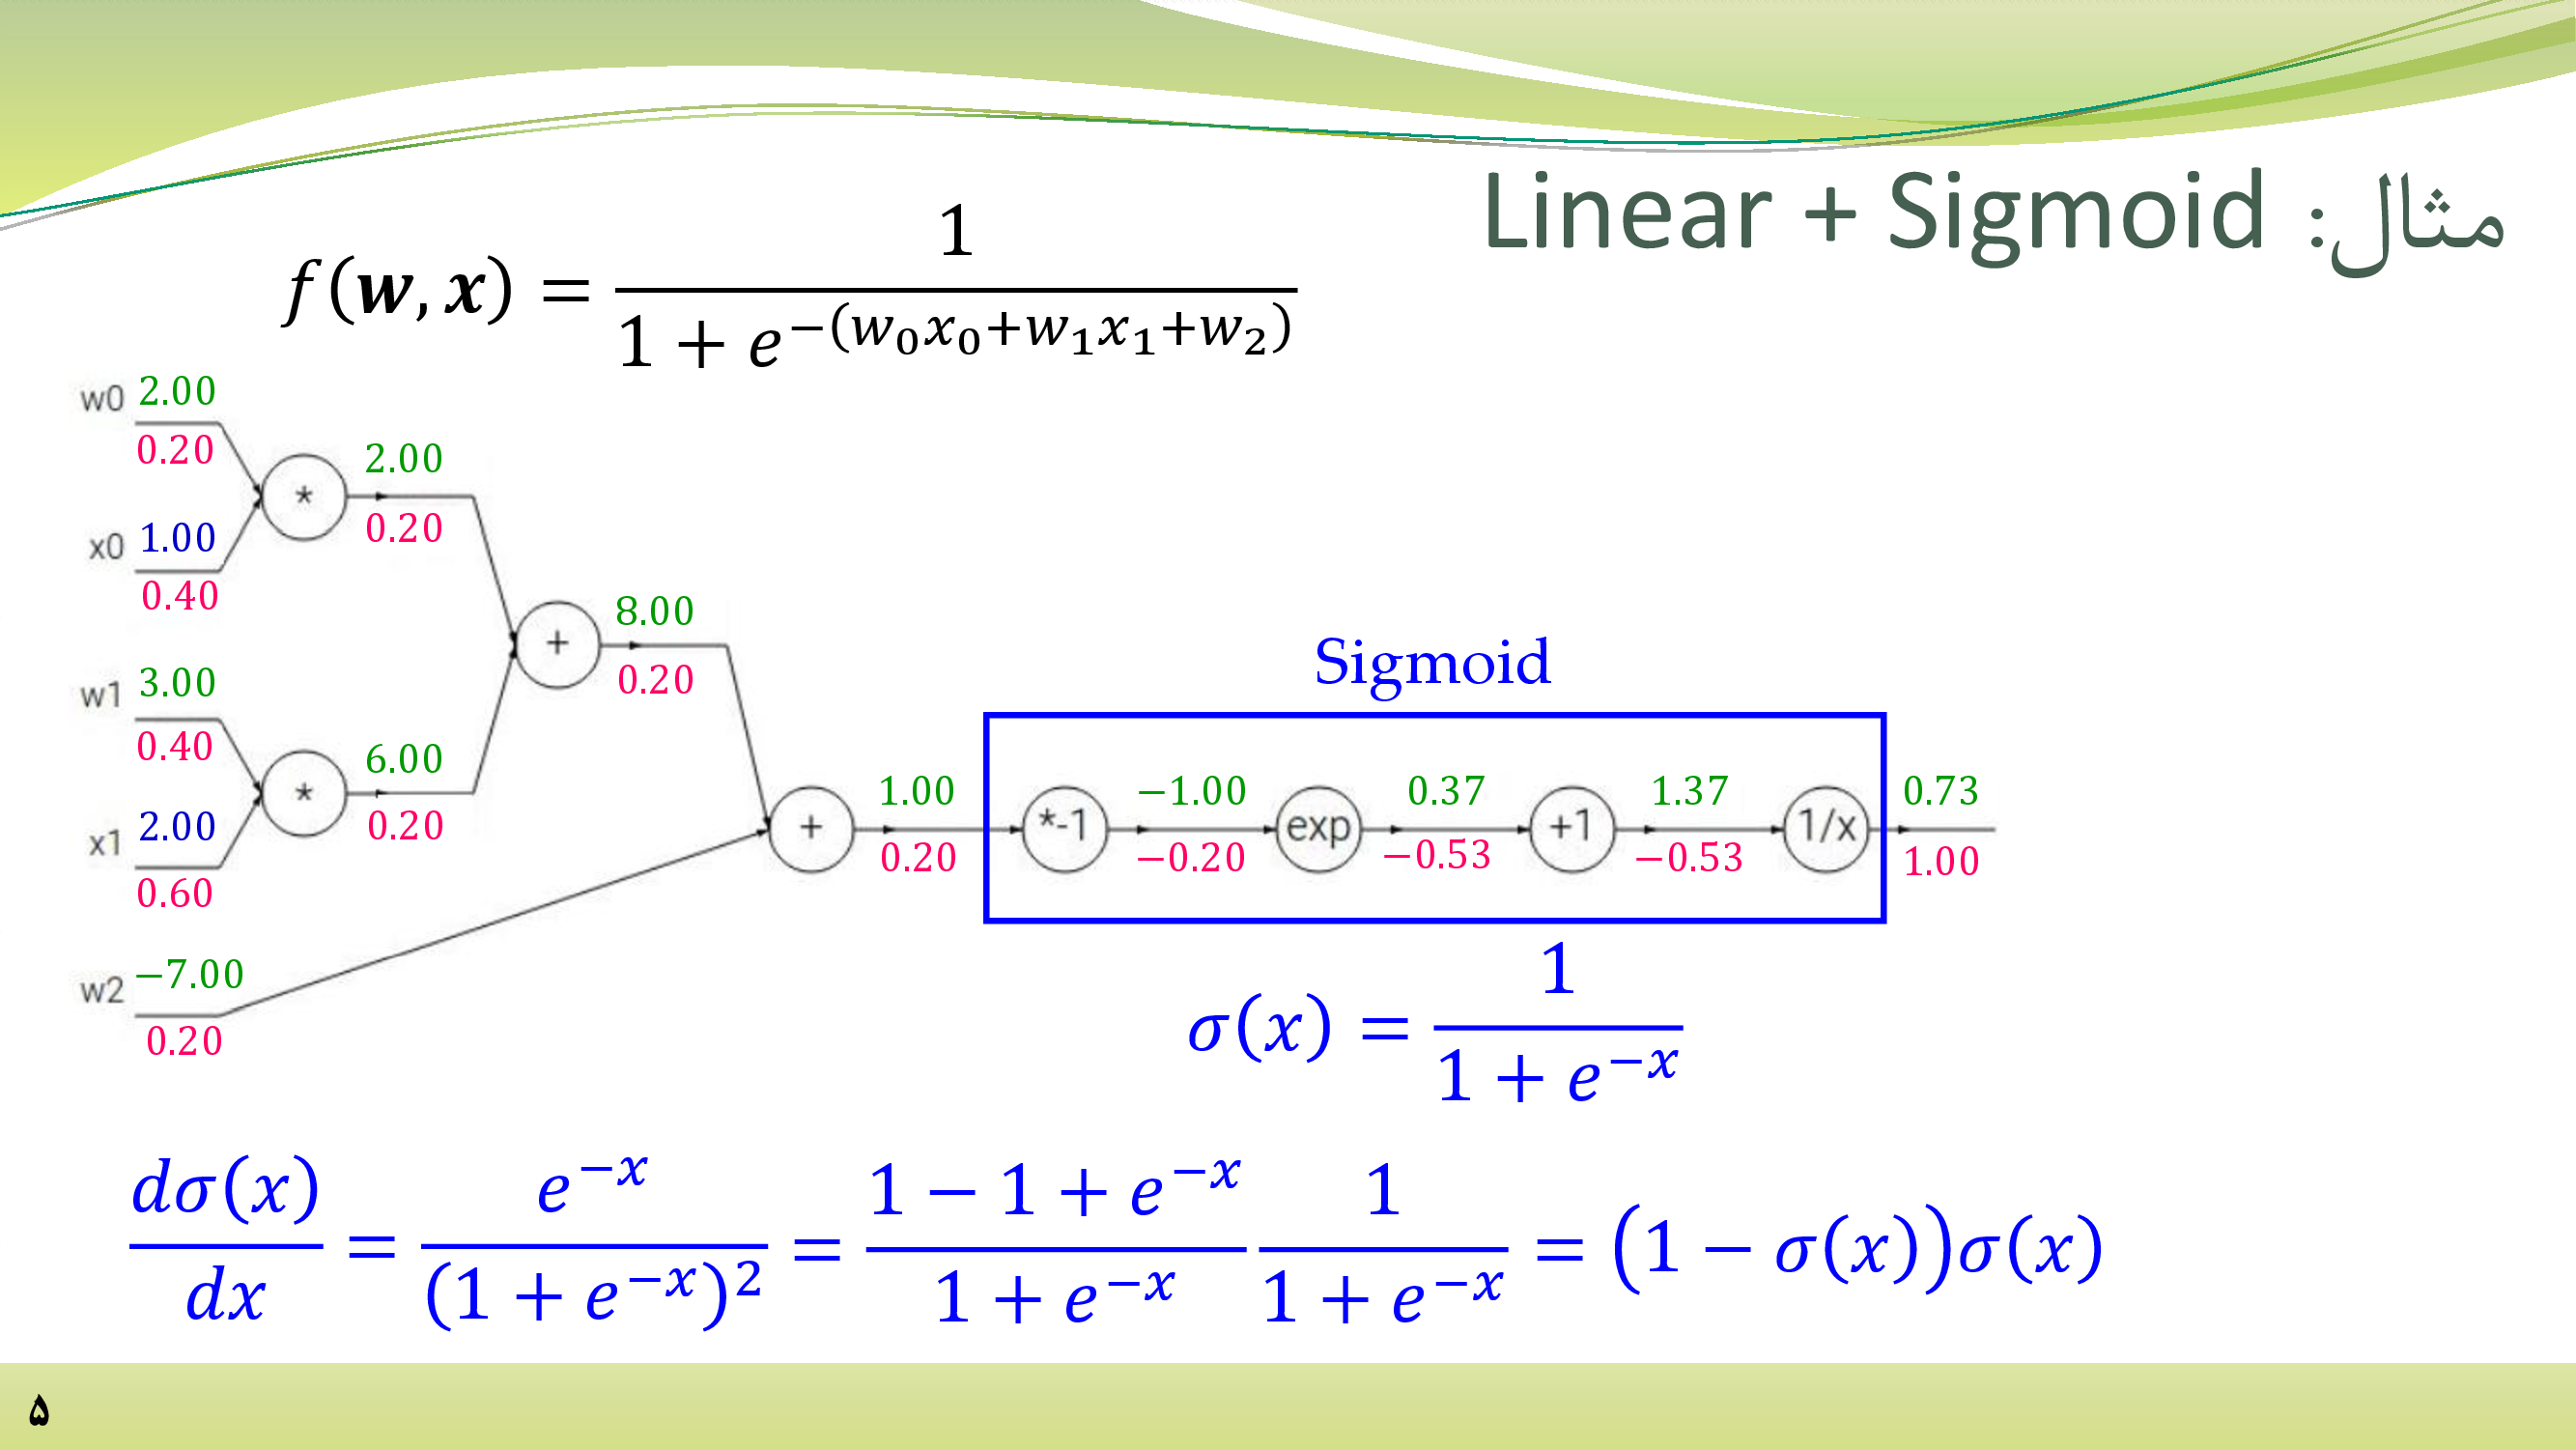 مثال: Linear + Sigmoid
f(w, x) = 1 / (1 + e^−(w₀x₀+w₁x₁+w₂))
w0 2.00
0.20
2.00
*
0.20
x0 1.00
0.40
8.00
+
0.20
w1 3.00
0.40
6.00
*
0.20
x1 2.00
0.60
w2 −7.00
0.20
Sigmoid
+ 1.00 *-1 −1.00 exp 0.37 +1 1.37 1/x 0.73
0.20 −0.20 −0.53 −0.53 1.00
σ(x) = 1 / (1 + e^−x)
dσ(x)/dx = e^−x / (1 + e^−x)² = (1 − 1 + e^−x)/(1 + e^−x) 1/(1 + e^−x) = (1 − σ(x))σ(x)
۵